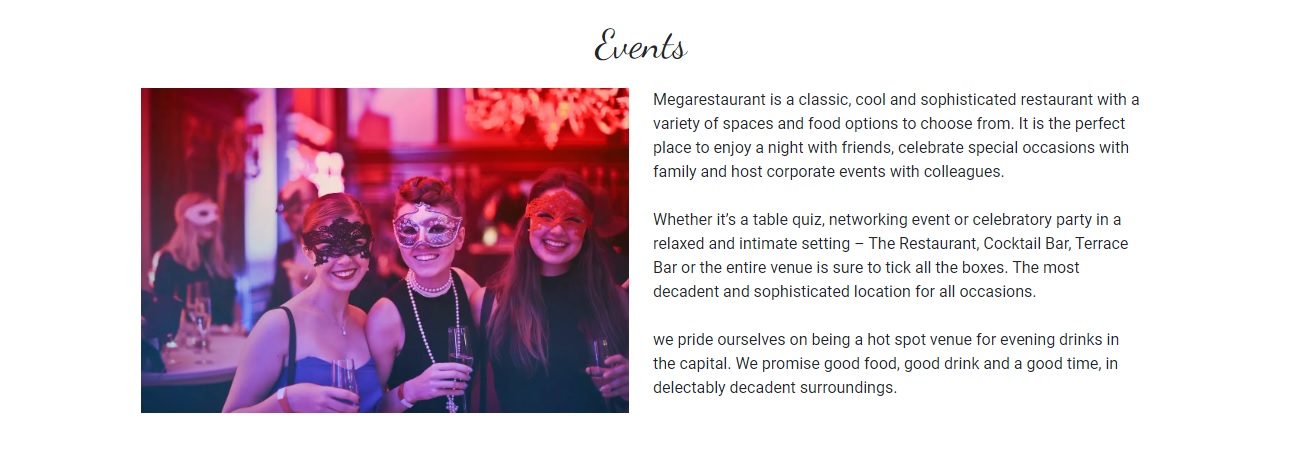 Events
Megarestaurant is a classic, cool and sophisticated restaurant with a
variety of spaces and food options to choose from. It is the perfect
place to enjoy a night with friends, celebrate special occasions with
family and host corporate events with colleagues.
Whether it’s a table quiz, networking event or celebratory party in a
relaxed and intimate setting – The Restaurant, Cocktail Bar, Terrace
Bar or the entire venue is sure to tick all the boxes. The most
decadent and sophisticated location for all occasions.
we pride ourselves on being a hot spot venue for evening drinks in
the capital. We promise good food, good drink and a good time, in
delectably decadent surroundings.